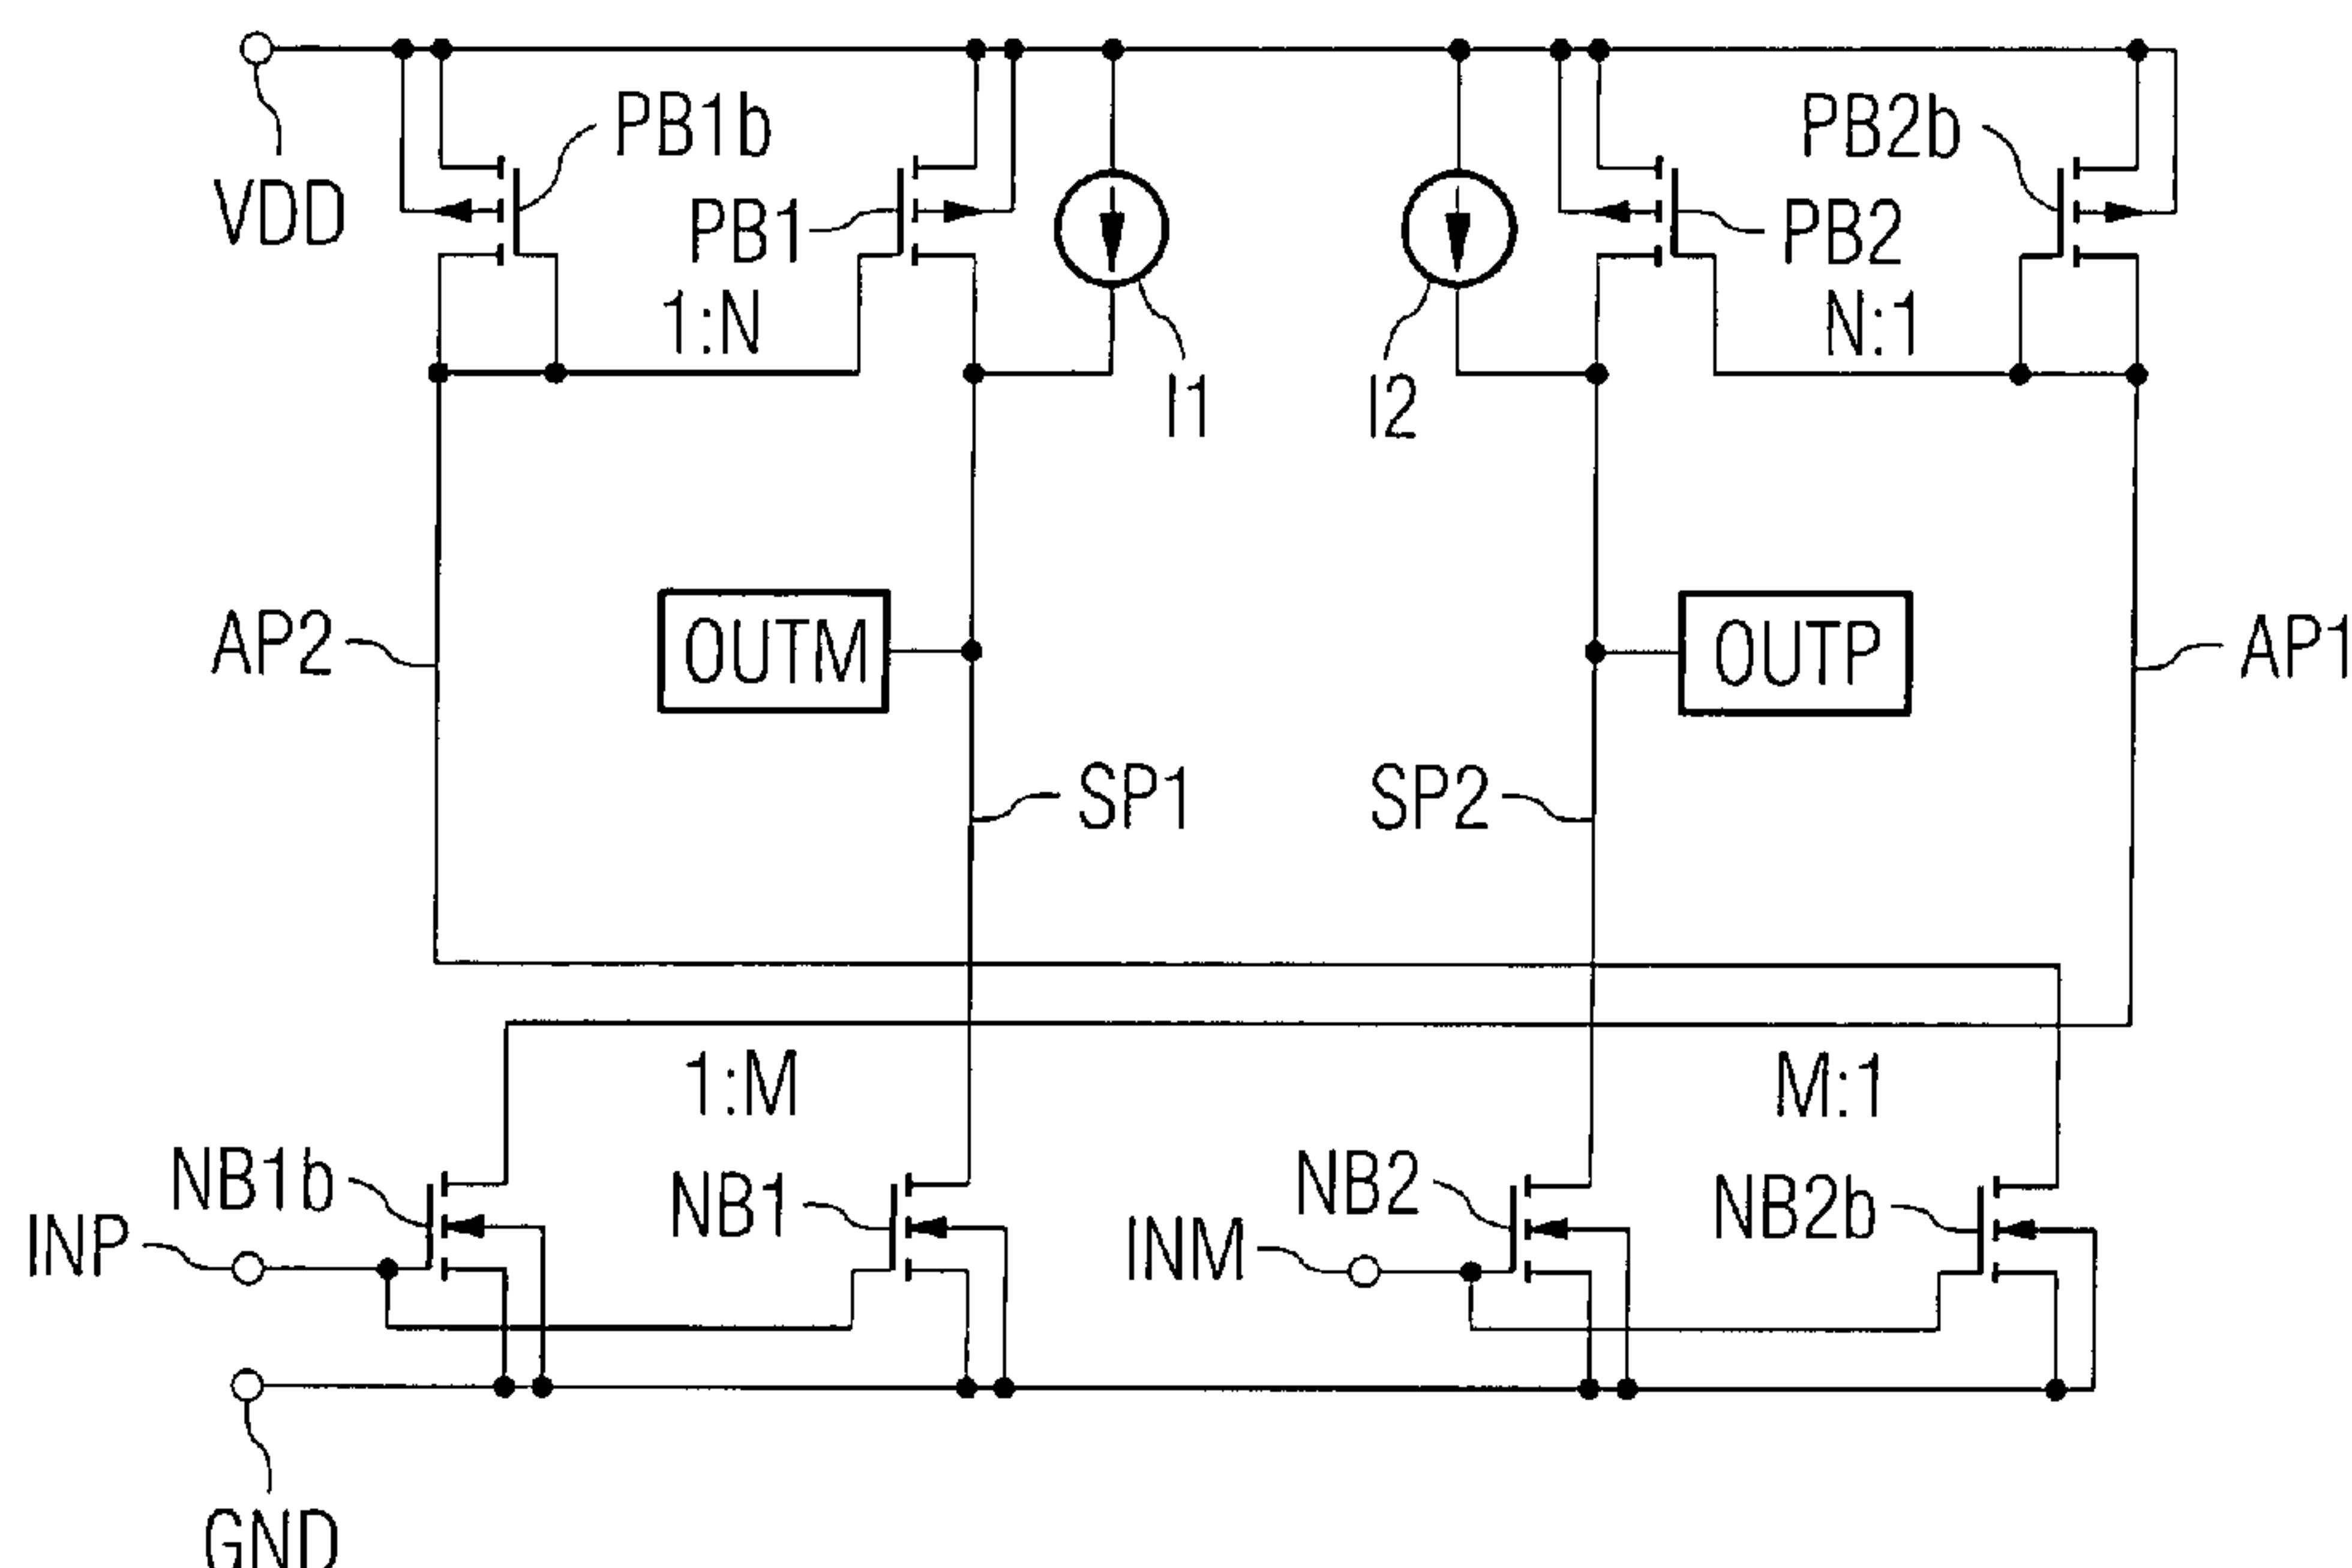 PB1b
PB2b
VDD
PB1
PB2
1:N
N:1
I1
I2
AP2
OUTM
OUTP
AP1
SP1
SP2
1:M
M:1
NB1b
NB1
NB2
NB2b
INP
INM
GND